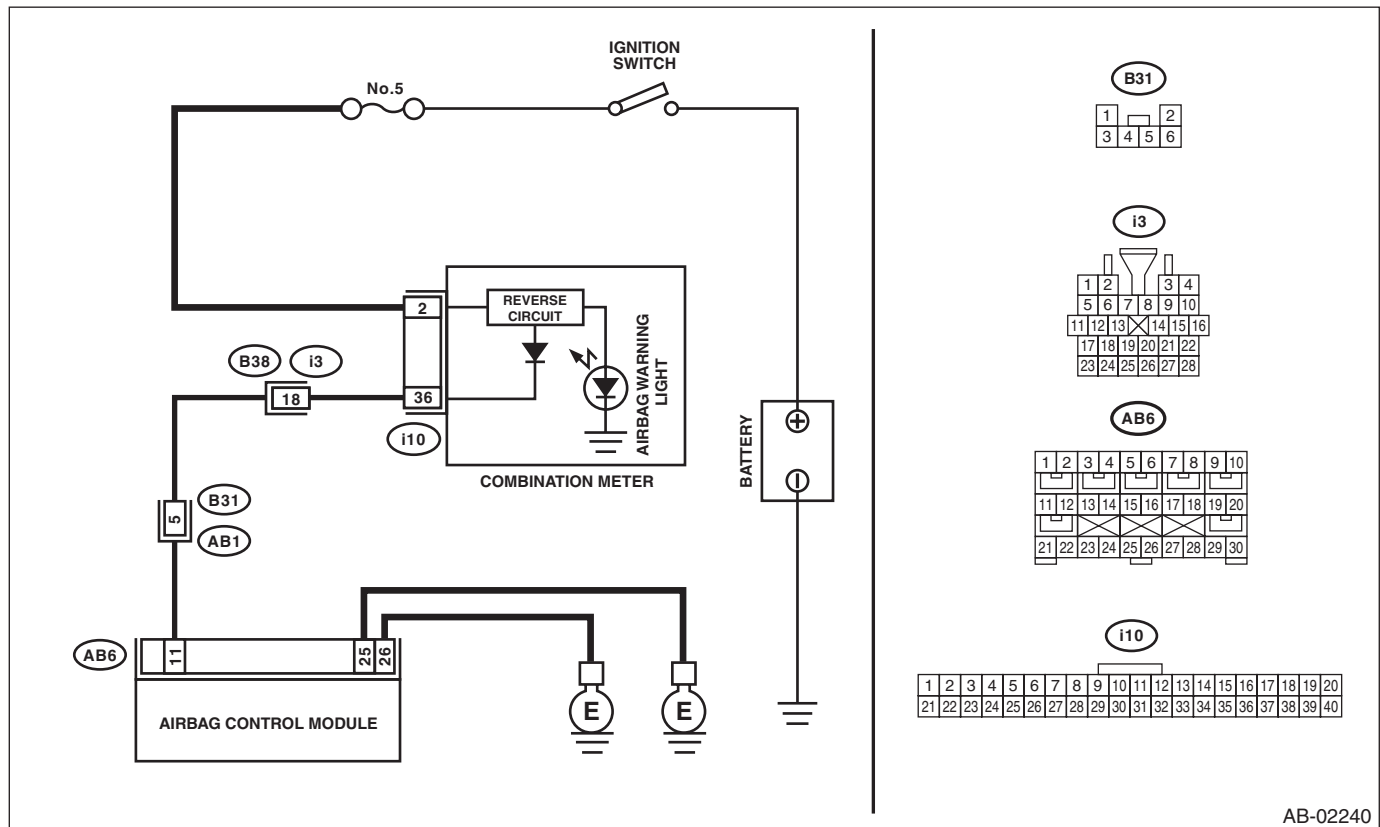 IGNITION
SWITCH
No.5
2
REVERSE
CIRCUIT
AIRBAG WARNING
LIGHT
B38 i3
18
36
i10
COMBINATION METER
BATTERY
+
−
5
B31
AB1
AB6
11
25
26
E
E
AIRBAG CONTROL MODULE
B31
1 2
3 4 5 6
i3
1 2 3 4
5 6 7 8 9 10
11 12 13 14 15 16
17 18 19 20 21 22
23 24 25 26 27 28
AB6
1 2 3 4 5 6 7 8 9 10
11 12 13 14 15 16 17 18 19 20
21 22 23 24 25 26 27 28 29 30
i10
1 2 3 4 5 6 7 8 9 10 11 12 13 14 15 16 17 18 19 20
21 22 23 24 25 26 27 28 29 30 31 32 33 34 35 36 37 38 39 40
AB-02240